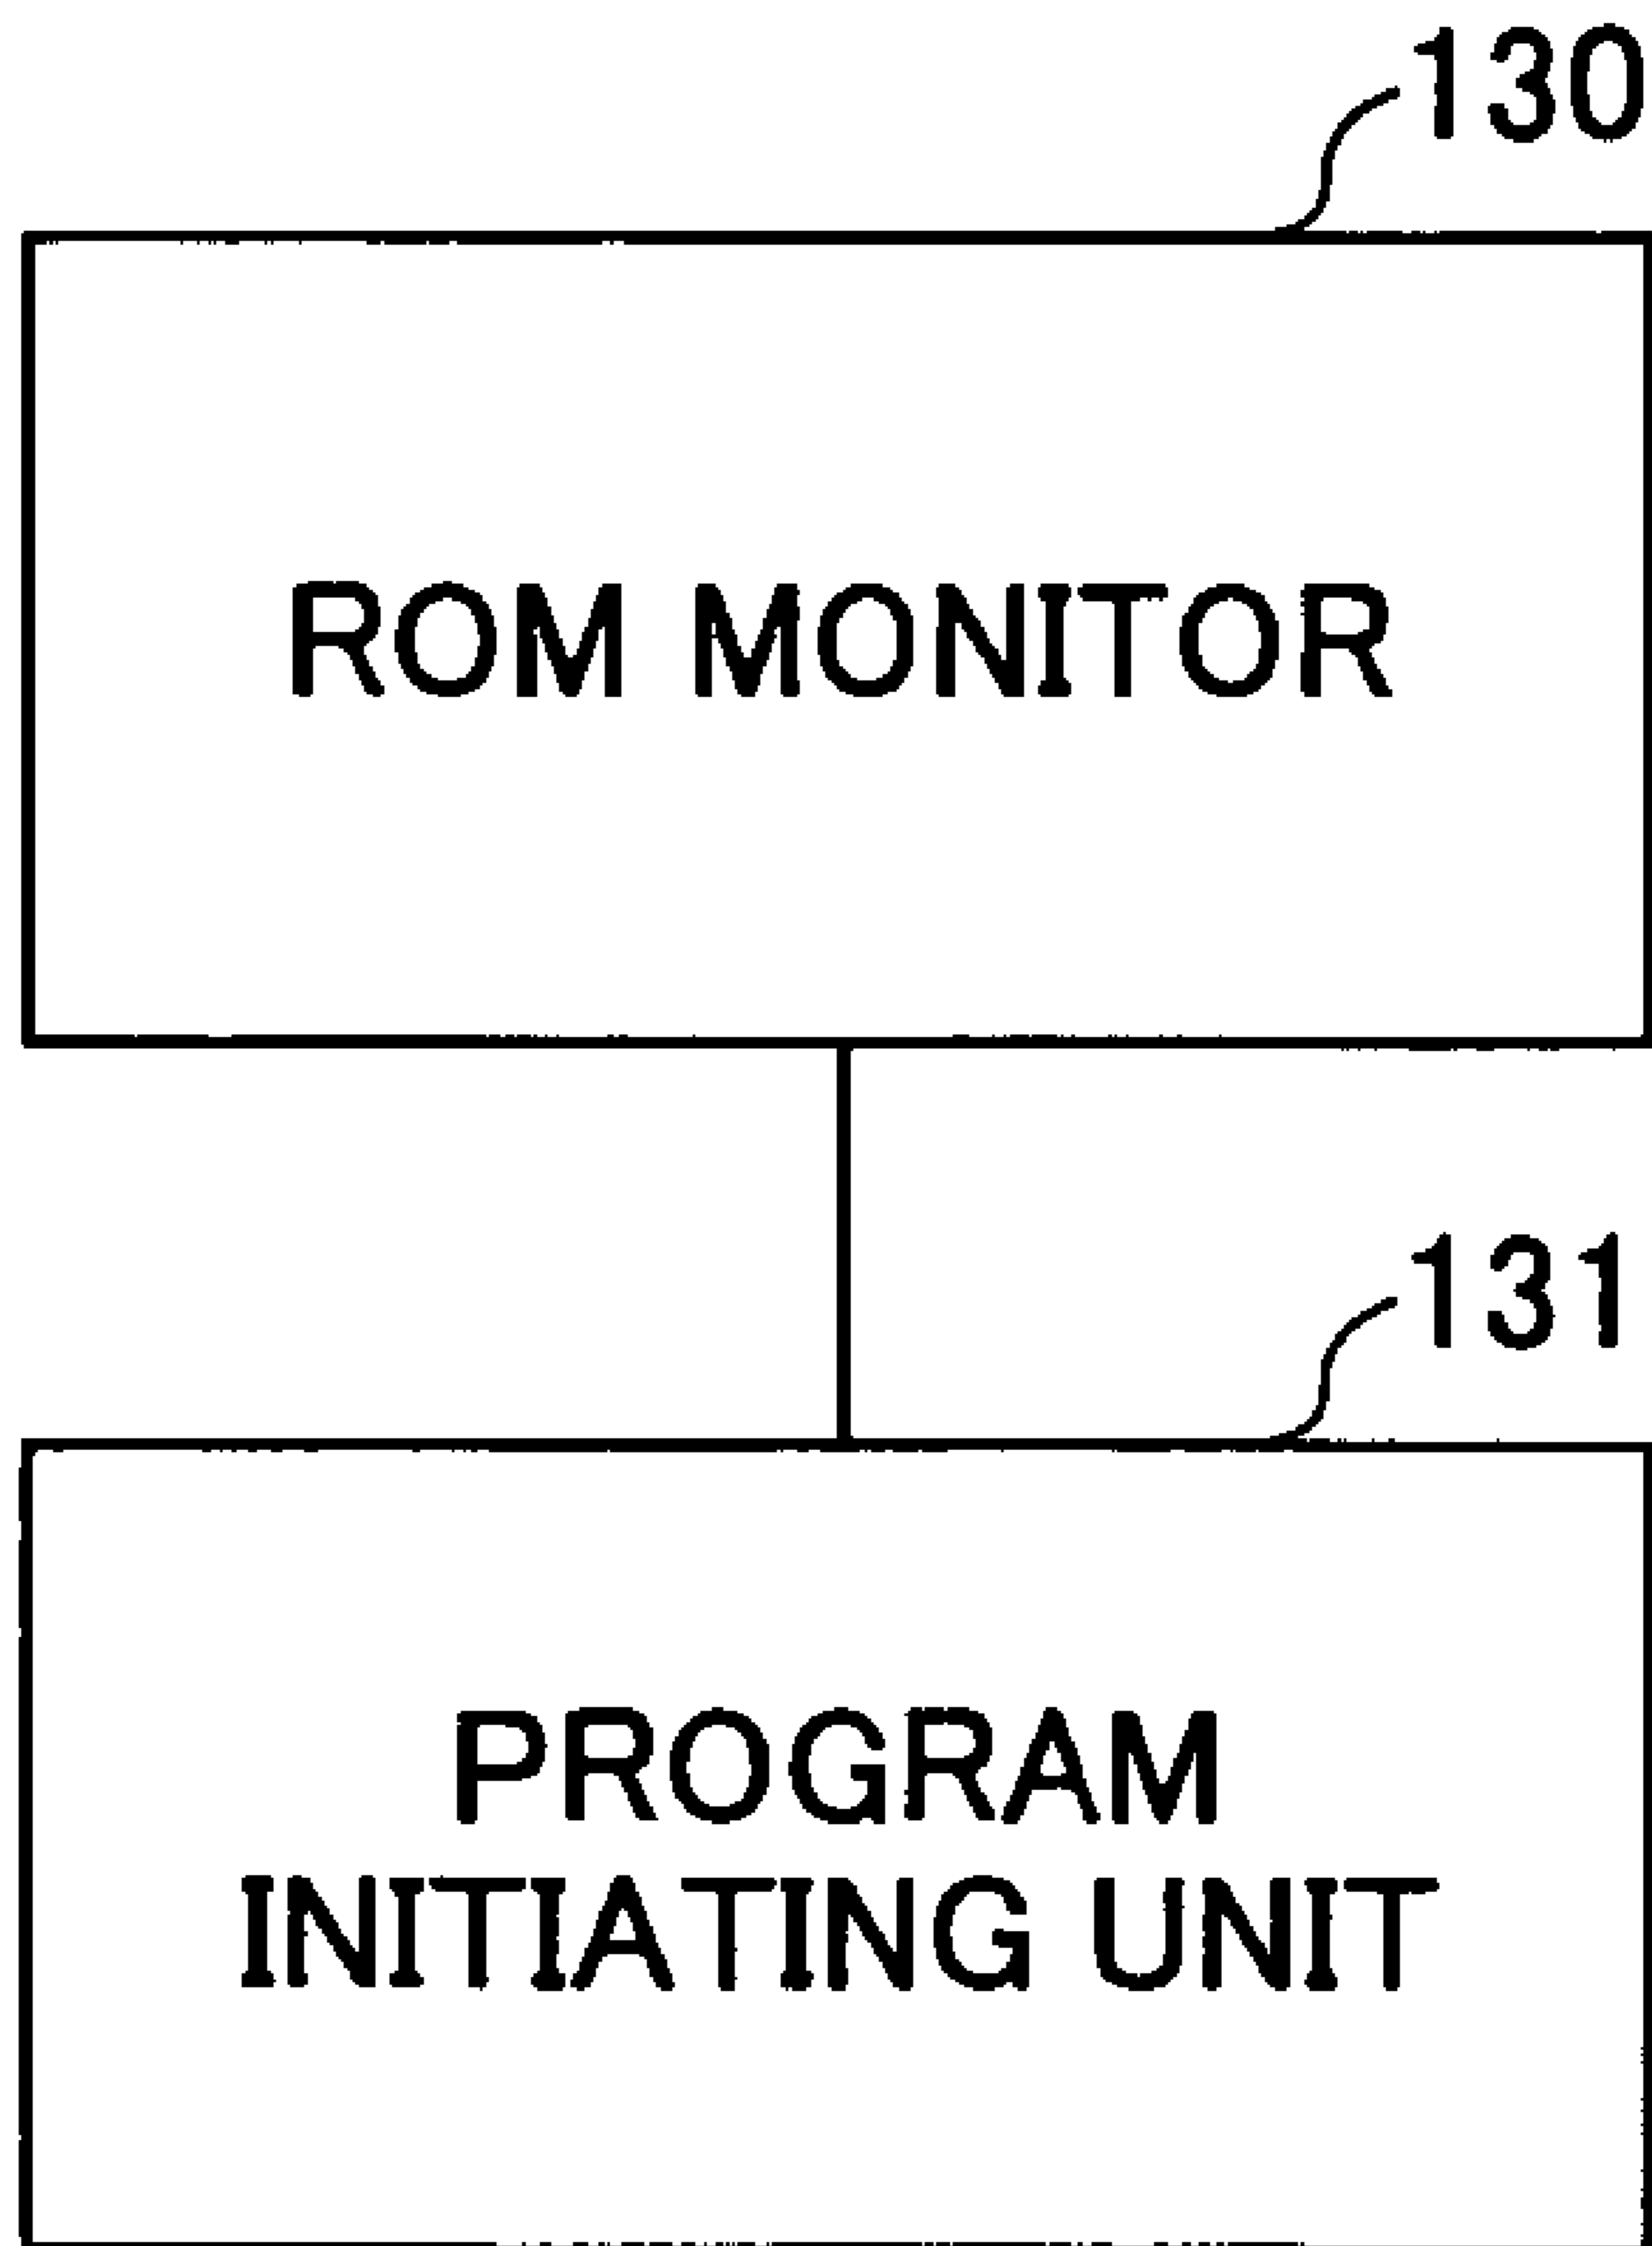 130
ROM MONITOR
131
PROGRAM
INITIATING UNIT